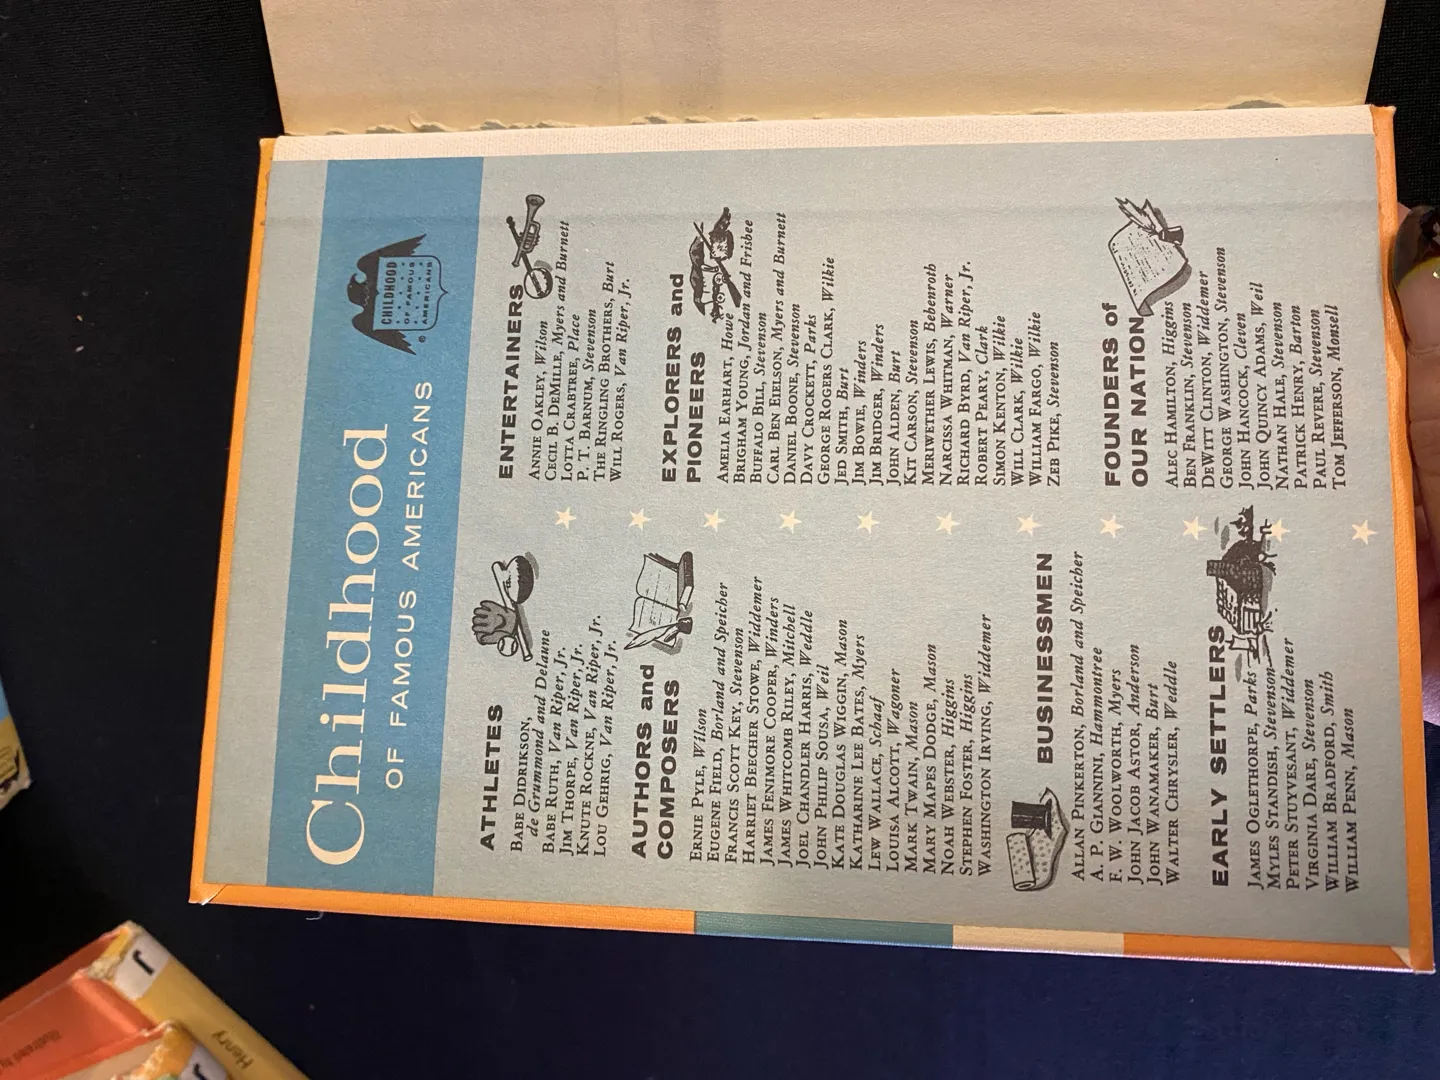 Childhood
OF FAMOUS AMERICANS
CHILDHOOD
OF FAMOUS
AMERICANS
®
ATHLETES
BABE DIDRIKSON,
de Grummond and Delaune
BABE RUTH, Van Riper, Jr.
JIM THORPE, Van Riper, Jr.
KNUTE ROCKNE, Van Riper, Jr.
LOU GEHRIG, Van Riper, Jr.
AUTHORS and
COMPOSERS
ERNIE PYLE, Wilson
EUGENE FIELD, Borland and Speicher
FRANCIS SCOTT KEY, Stevenson
HARRIET BEECHER STOWE, Widdemer
JAMES FENIMORE COOPER, Winders
JAMES WHITCOMB RILEY, Mitchell
JOEL CHANDLER HARRIS, Weddle
JOHN PHILIP SOUSA, Weil
KATE DOUGLAS WIGGIN, Mason
KATHARINE LEE BATES, Myers
LEW WALLACE, Schaaf
LOUISA ALCOTT, Wagoner
MARK TWAIN, Mason
MARY MAPES DODGE, Mason
NOAH WEBSTER, Higgins
STEPHEN FOSTER, Higgins
WASHINGTON IRVING, Widdemer
BUSINESSMEN
ALLAN PINKERTON, Borland and Speicher
A. P. GIANNINI, Hammontree
F. W. WOOLWORTH, Myers
JOHN JACOB ASTOR, Anderson
JOHN WANAMAKER, Burt
WALTER CHRYSLER, Weddle
EARLY SETTLERS
JAMES OGLETHORPE, Parks
MYLES STANDISH, Stevenson
PETER STUYVESANT, Widdemer
VIRGINIA DARE, Stevenson
WILLIAM BRADFORD, Smith
WILLIAM PENN, Mason
ENTERTAINERS
ANNIE OAKLEY, Wilson
CECIL B. DEMILLE, Myers and Burnett
LOTTA CRABTREE, Place
P. T. BARNUM, Stevenson
THE RINGLING BROTHERS, Burt
WILL ROGERS, Van Riper, Jr.
EXPLORERS and
PIONEERS
AMELIA EARHART, Howe
BRIGHAM YOUNG, Jordan and Frisbee
BUFFALO BILL, Stevenson
CARL BEN EIELSON, Myers and Burnett
DANIEL BOONE, Stevenson
DAVY CROCKETT, Parks
GEORGE ROGERS CLARK, Wilkie
JED SMITH, Burt
JIM BOWIE, Winders
JIM BRIDGER, Winders
JOHN ALDEN, Burt
KIT CARSON, Stevenson
MERIWETHER LEWIS, Bebenroth
NARCISSA WHITMAN, Warner
RICHARD BYRD, Van Riper, Jr.
ROBERT PEARY, Clark
SIMON KENTON, Wilkie
WILL CLARK, Wilkie
WILLIAM FARGO, Wilkie
ZEB PIKE, Stevenson
FOUNDERS of
OUR NATION
ALEC HAMILTON, Higgins
BEN FRANKLIN, Stevenson
DEWITT CLINTON, Widdemer
GEORGE WASHINGTON, Stevenson
JOHN HANCOCK, Cleven
JOHN QUINCY ADAMS, Weil
NATHAN HALE, Stevenson
PATRICK HENRY, Barton
PAUL REVERE, Stevenson
TOM JEFFERSON, Monsell
J
Henry
J
Illustrated by